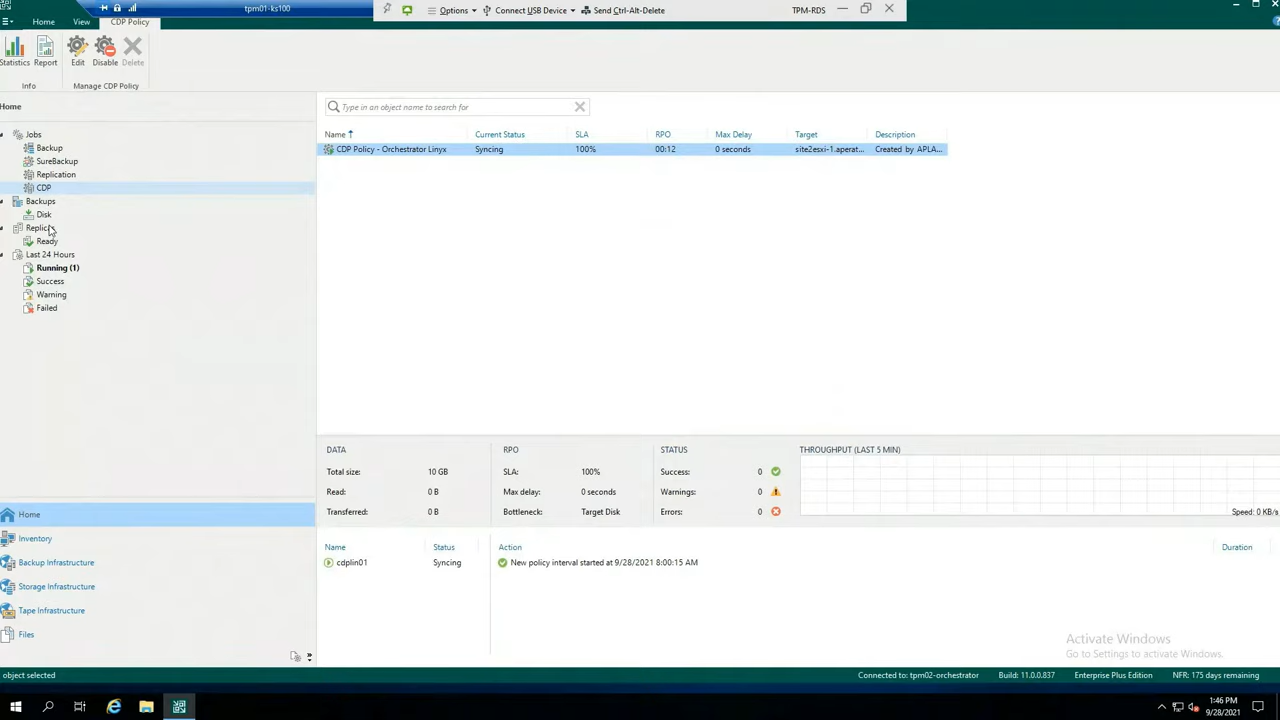 tpm01-ks100
Options
Connect USB Device
Send Ctrl-Alt-Delete
TPM-RDS
Home
View
CDP Policy
Statistics
Report
Edit
Disable
Delete
Info
Manage CDP Policy
Home
Type in an object name to search for
Jobs
Backup
SureBackup
Replication
CDP
Backups
Disk
Ready
Last 24 Hours
Running (1)
Success
Warning
Failed
Name Current Status SLA RPO Max Delay Target Description
CDP Policy - Orchestrator Linyx Syncing 100% 00:12 0 seconds site2esxi-1.aperat... Created by APLA...
DATA
Total size: 10 GB
Read: 0 B
Transferred: 0 B
RPO
SLA: 100%
Max delay: 0 seconds
Bottleneck: Target Disk
STATUS
Success: 0
Warnings: 0
Errors: 0
THROUGHPUT (LAST 5 MIN)
Speed: 0 KB/s
Home
Inventory
Backup Infrastructure
Storage Infrastructure
Tape Infrastructure
Files
Name Status
cdplin01 Syncing
Action Duration
New policy interval started at 9/28/2021 8:00:15 AM
Activate Windows
Go to Settings to activate Windows.
object selected
Connected to: tpm02-orchestrator
Build: 11.0.0.837
Enterprise Plus Edition
NFR: 175 days remaining
1:46 PM
9/28/2021